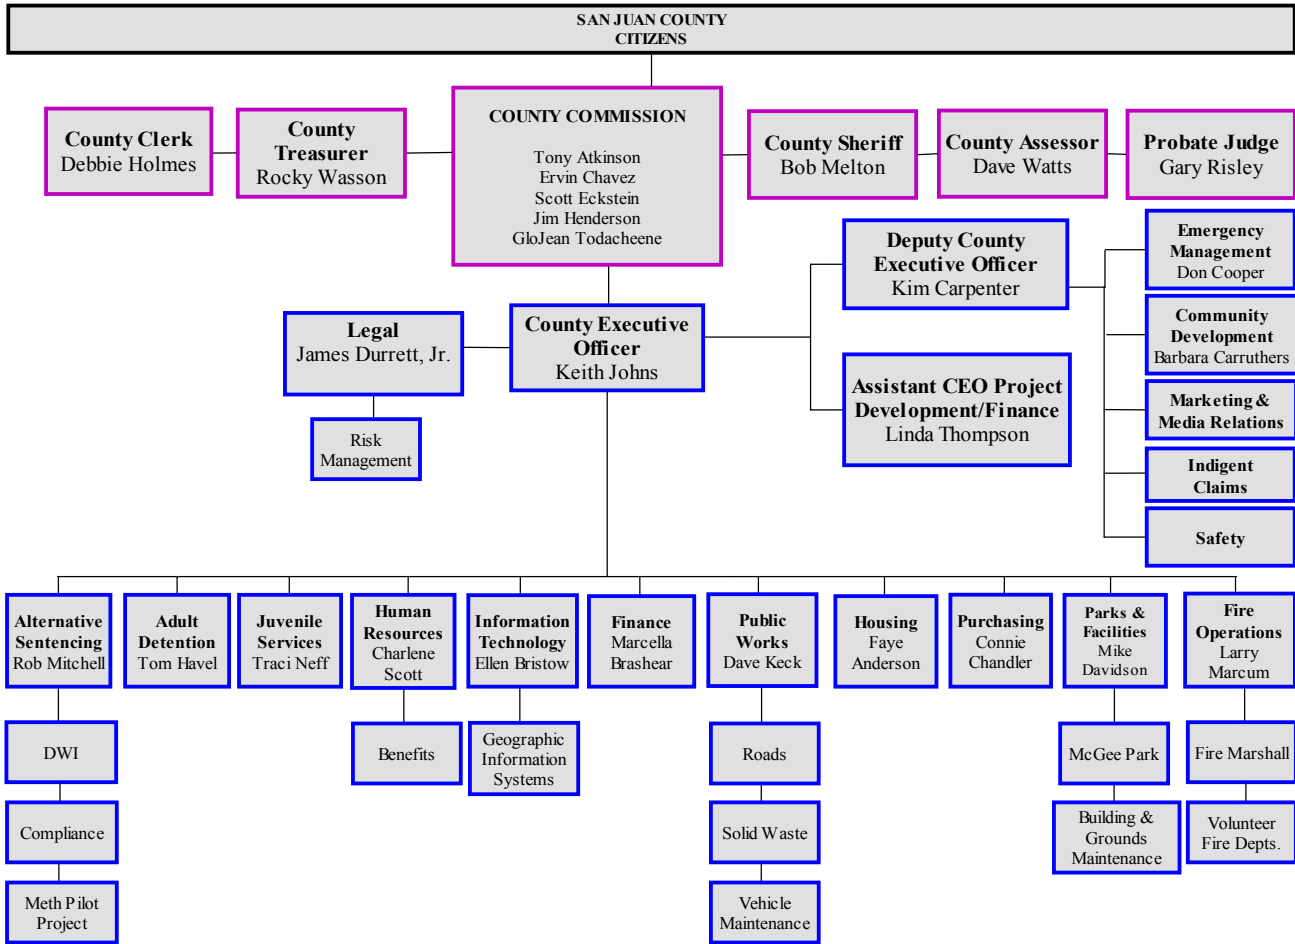 SAN JUAN COUNTY
CITIZENS
County Clerk
Debbie Holmes
County
Treasurer
Rocky Wasson
COUNTY COMMISSION
Tony Atkinson
Ervin Chavez
Scott Eckstein
Jim Henderson
GloJean Todacheene
County Sheriff
Bob Melton
County Assessor
Dave Watts
Probate Judge
Gary Risley
Legal
James Durrett, Jr.
Risk
Management
County Executive
Officer
Keith Johns
Deputy County
Executive Officer
Kim Carpenter
Assistant CEO Project
Development/Finance
Linda Thompson
Emergency
Management
Don Cooper
Community
Development
Barbara Carruthers
Marketing &
Media Relations
Indigent
Claims
Safety
Alternative
Sentencing
Rob Mitchell
Adult
Detention
Tom Havel
Juvenile
Services
Traci Neff
Human
Resources
Charlene
Scott
Information
Technology
Ellen Bristow
Finance
Marcella
Brashear
Public
Works
Dave Keck
Housing
Faye
Anderson
Purchasing
Connie
Chandler
Parks &
Facilities
Mike
Davidson
Fire
Operations
Larry
Marcum
DWI
Benefits
Geographic
Information
Systems
Roads
McGee Park
Fire Marshall
Compliance
Solid Waste
Building &
Grounds
Maintenance
Volunteer
Fire Depts.
Meth Pilot
Project
Vehicle
Maintenance